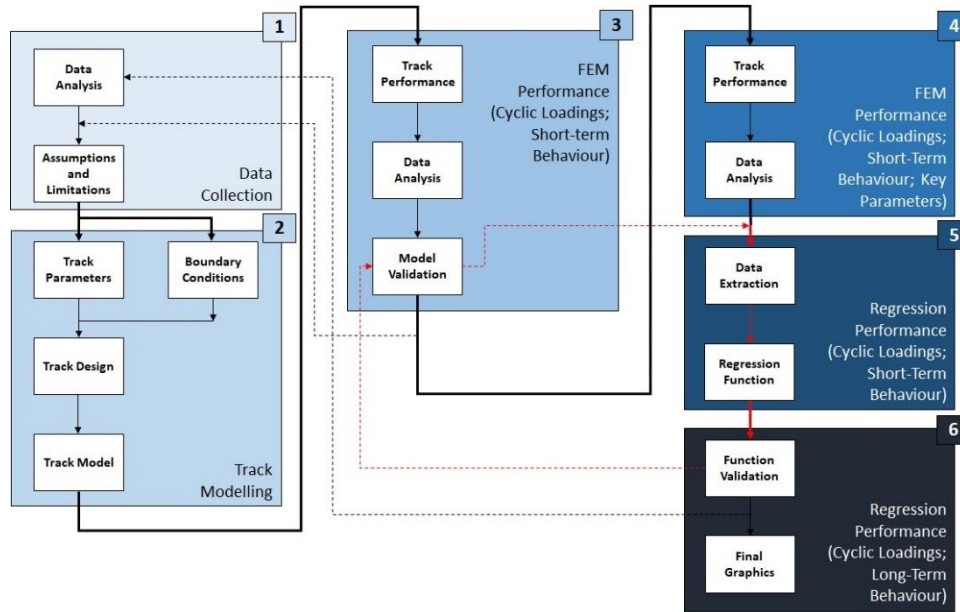 1
Data
Analysis
Assumptions
and
Limitations
Data
Collection
2
Track
Parameters
Boundary
Conditions
Track Design
Track Model
Track
Modelling
3
Track
Performance
FEM
Performance
(Cyclic Loadings;
Short-term
Behaviour)
Data
Analysis
Model
Validation
4
Track
Performance
FEM
Performance
(Cyclic Loadings;
Short-Term
Behaviour; Key
Parameters)
Data
Analysis
5
Data
Extraction
Regression
Function
Regression
Performance
(Cyclic Loadings;
Short-Term
Behaviour)
6
Function
Validation
Final
Graphics
Regression
Performance
(Cyclic Loadings;
Long-Term
Behaviour)